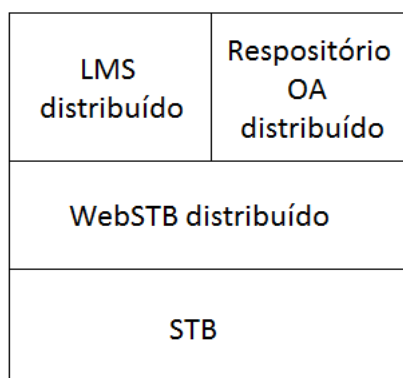 LMS
distribuído
Respositório
OA
distribuído
WebSTB distribuído
STB